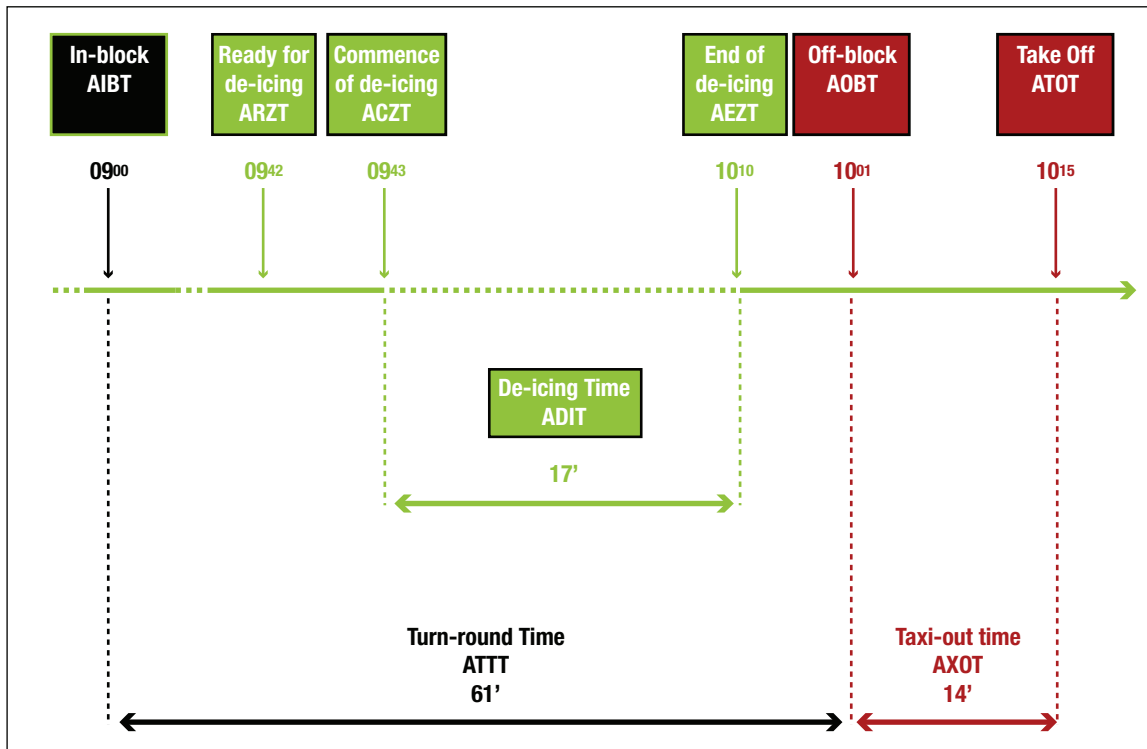 In-block
AIBT
Ready for
de-icing
ARZT
Commence
of de-icing
ACZT
End of
de-icing
AEZT
Off-block
AOBT
Take Off
ATOT
0900
0942
0943
1010
1001
1015
De-icing Time
ADIT
17’
Turn-round Time
ATTT
61’
Taxi-out time
AXOT
14’